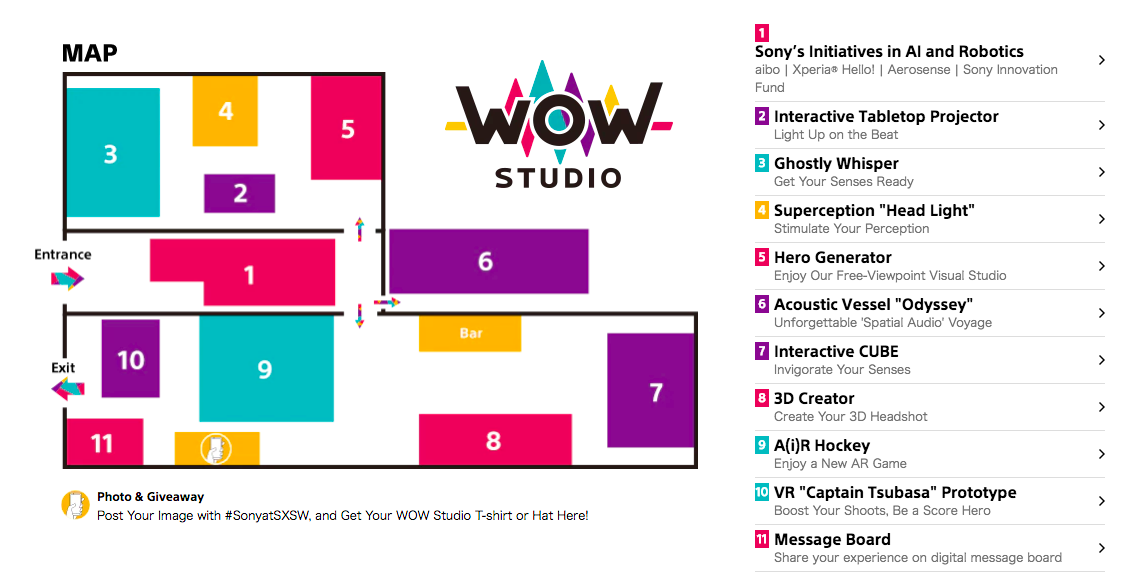 MAP
4
5
3
2
Entrance
1
6
Bar
10
9
Exit
7
11
8
WOW
STUDIO
Photo & Giveaway
Post Your Image with #SonyatSXSW, and Get Your WOW Studio T-shirt or Hat Here!
1
Sony's Initiatives in AI and Robotics
aibo | Xperia® Hello! | Aerosense | Sony Innovation
Fund
2 Interactive Tabletop Projector
Light Up on the Beat
3 Ghostly Whisper
Get Your Senses Ready
4 Superception "Head Light"
Stimulate Your Perception
5 Hero Generator
Enjoy Our Free-Viewpoint Visual Studio
6 Acoustic Vessel "Odyssey"
Unforgettable 'Spatial Audio' Voyage
7 Interactive CUBE
Invigorate Your Senses
8 3D Creator
Create Your 3D Headshot
9 A(i)R Hockey
Enjoy a New AR Game
10 VR "Captain Tsubasa" Prototype
Boost Your Shoots, Be a Score Hero
11 Message Board
Share your experience on digital message board